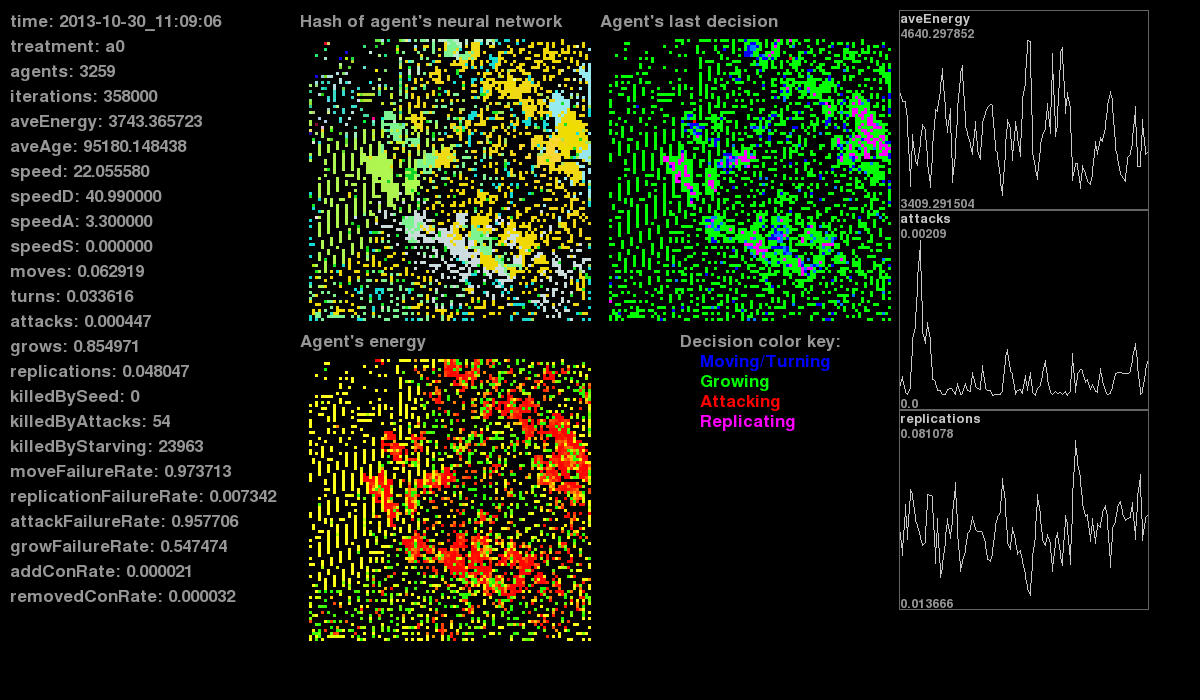 time: 2013-10-30_11:09:06
treatment: a0
agents: 3259
iterations: 358000
aveEnergy: 3743.365723
aveAge: 95180.148438
speed: 22.055580
speedD: 40.990000
speedA: 3.300000
speedS: 0.000000
moves: 0.062919
turns: 0.033616
attacks: 0.000447
grows: 0.854971
replications: 0.048047
killedBySeed: 0
killedByAttacks: 54
killedByStarving: 23963
moveFailureRate: 0.973713
replicationFailureRate: 0.007342
attackFailureRate: 0.957706
growFailureRate: 0.547474
addConRate: 0.000021
removedConRate: 0.000032
Hash of agent's neural network
Agent's last decision
Agent's energy
Decision color key:
Moving/Turning
Growing
Attacking
Replicating
aveEnergy
4640.297852
3409.291504
attacks
0.00209
0.0
replications
0.081078
0.013666